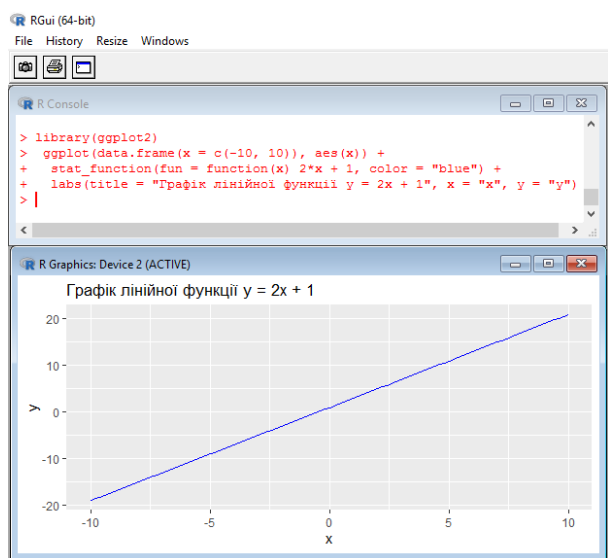 RGui (64-bit)
File History Resize Windows
R Console
> library(ggplot2)
> ggplot(data.frame(x = c(-10, 10)), aes(x)) +
+ stat_function(fun = function(x) 2*x + 1, color = "blue") +
+ labs(title = "Графік лінійної функції y = 2x + 1", x = "x", y = "y")
>
R Graphics: Device 2 (ACTIVE)
Графік лінійної функції y = 2x + 1
20
10
y
0
-10
-20
-10 -5 0 5 10
x